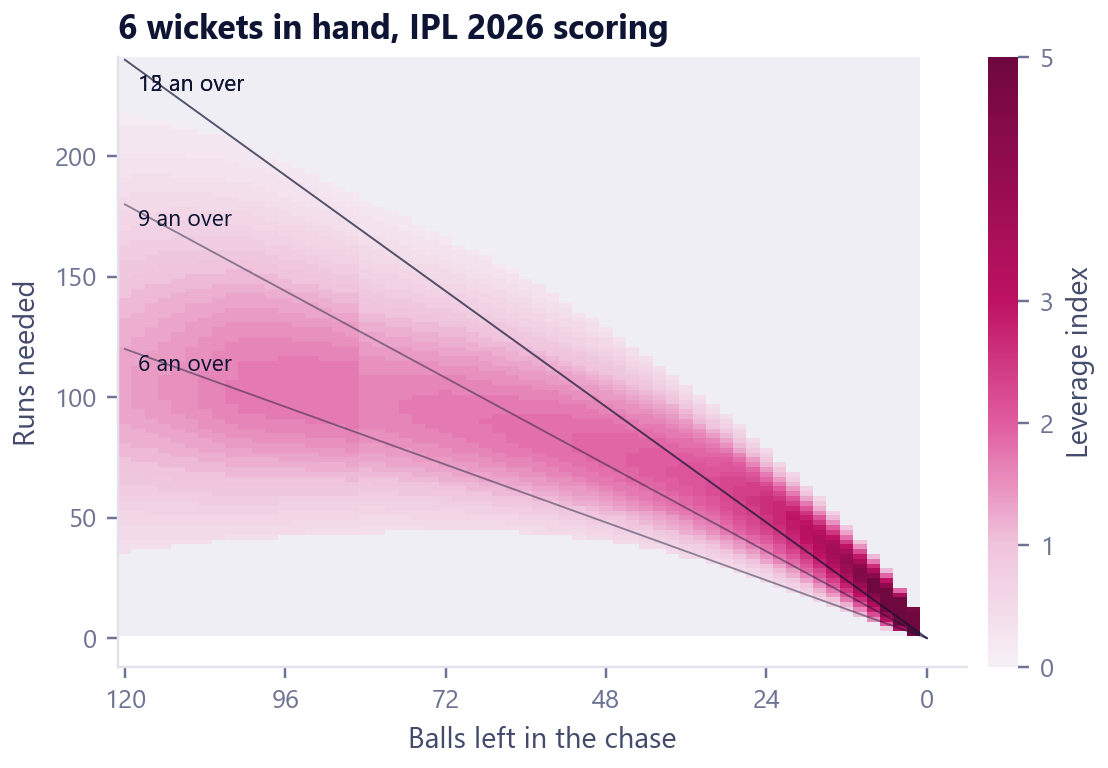 6 wickets in hand, IPL 2026 scoring
an over
9 an over
6 an over
200
150
100
50
0
Runs needed
120 96 72 48 24 0
Balls left in the chase
5
3
2
1
0
Leverage index